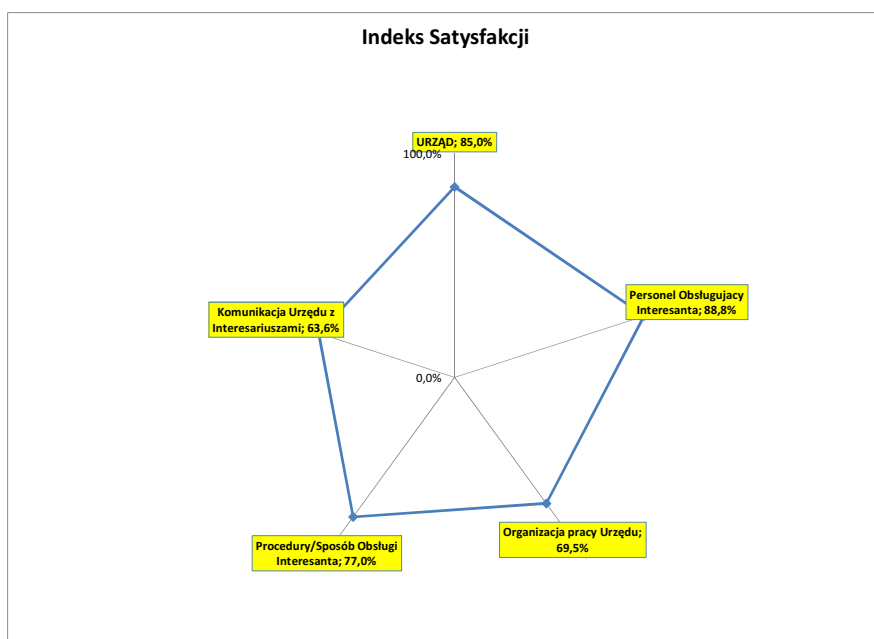 Indeks Satysfakcji
URZĄD; 85,0%
100,0%
Personel Obsługujacy
Interesanta; 88,8%
Komunikacja Urzędu z
Interesariuszami; 63,6%
0,0%
Organizacja pracy Urzędu;
69,5%
Procedury/Sposób Obsługi
Interesanta; 77,0%